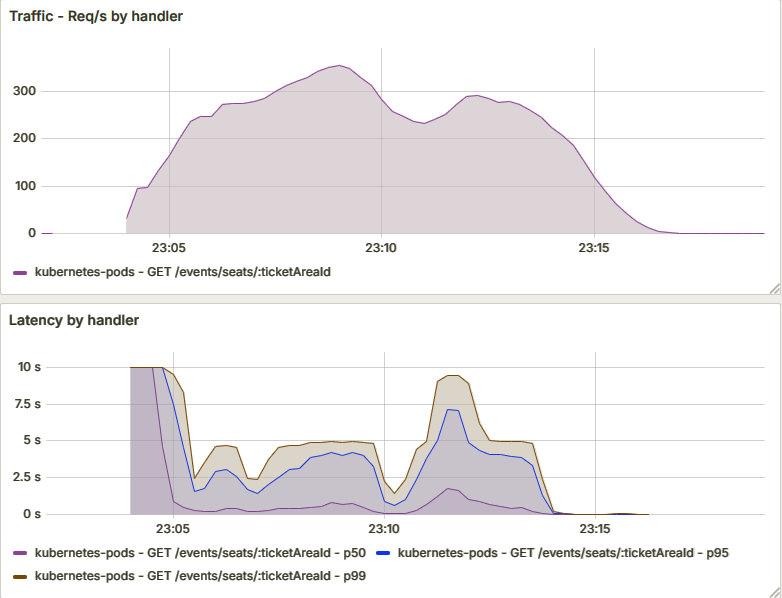 Traffic - Req/s by handler
300
200
100
0
23:05 23:10 23:15
kubernetes-pods - GET /events/seats/:ticketAreaId
Latency by handler
10 s
7.5 s
5 s
2.5 s
0 s
23:05 23:10 23:15
kubernetes-pods - GET /events/seats/:ticketAreaId - p50 kubernetes-pods - GET /events/seats/:ticketAreaId - p95
kubernetes-pods - GET /events/seats/:ticketAreaId - p99